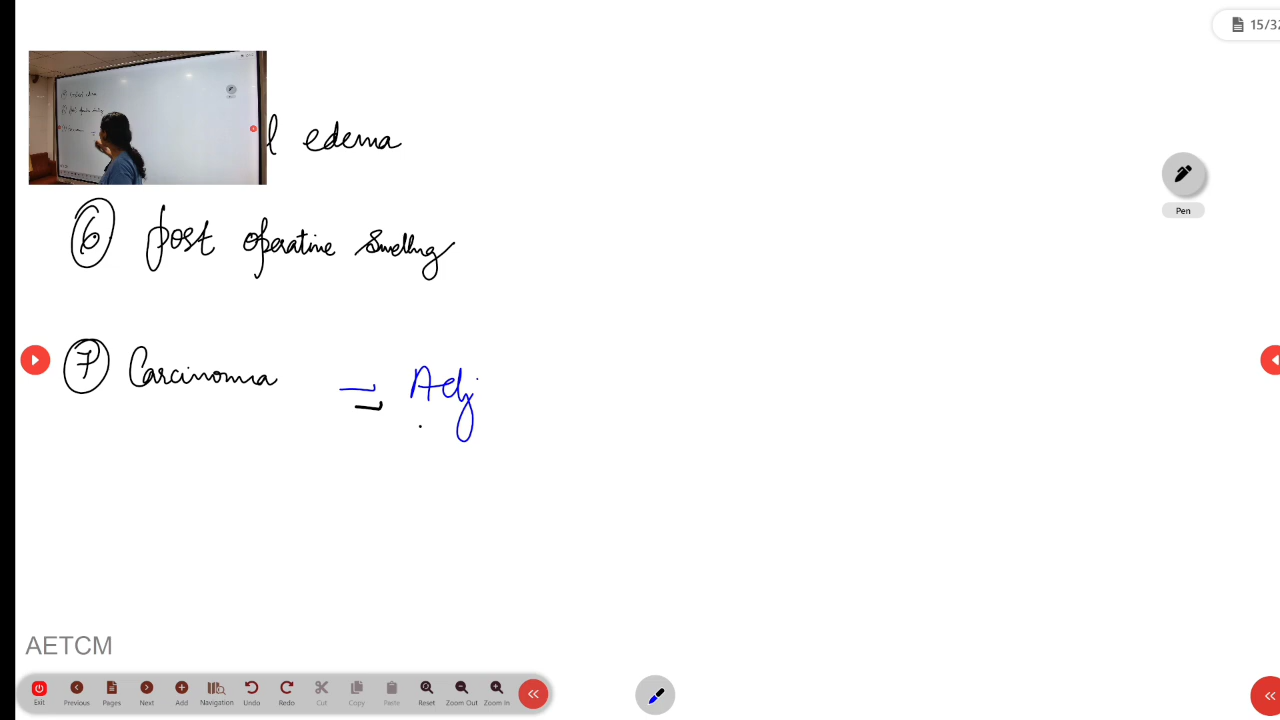 15/32
l edema
Pen
6 post operative swelling
7 Carcinoma = Adj
AETCM
Exit Previous Pages Next Add Navigation Undo Redo Cut Copy Paste Reset Zoom Out Zoom In